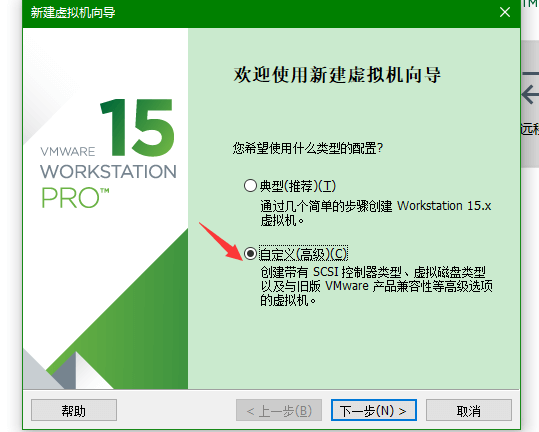 新建虚拟机向导
15
VMWARE
WORKSTATION
PRO™
欢迎使用新建虚拟机向导
您希望使用什么类型的配置?
典型(推荐)(T)
通过几个简单的步骤创建 Workstation 15.x
虚拟机。
自定义(高级)(C)
创建带有 SCSI 控制器类型、虚拟磁盘类型
以及与旧版 VMware 产品兼容性等高级选项
的虚拟机。
远程
帮助
< 上一步(B)
下一步(N) >
取消